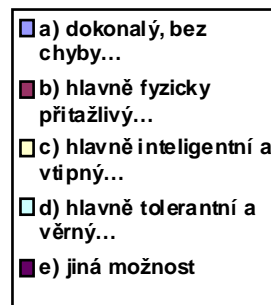 a) dokonalý, bez
chyby…
b) hlavně fyzicky
přitažlivý…
c) hlavně inteligentní a
vtipný…
d) hlavně tolerantní a
věrný…
e) jiná možnost